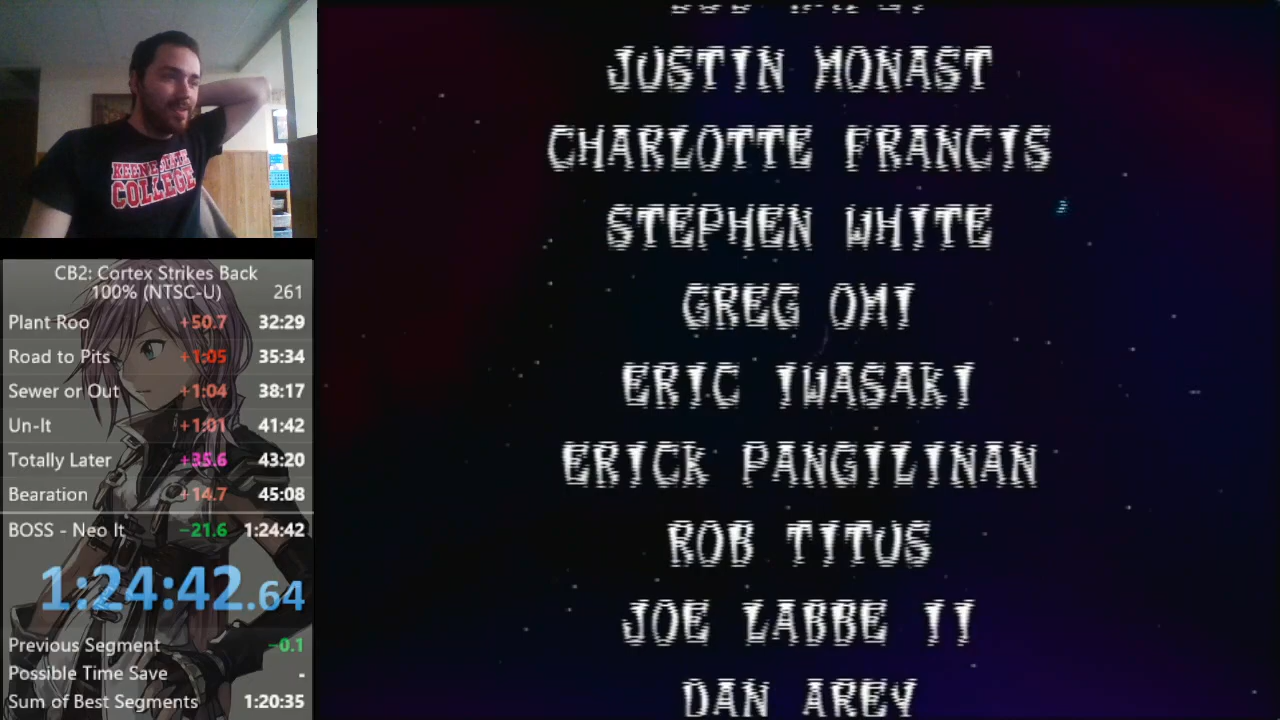 KEENE STATE
COLLEGE
CB2: Cortex Strikes Back
100% (NTSC-U) 261
Plant Roo +50.7 32:29
Road to Pits +1:05 35:34
Sewer or Out +1:04 38:17
Un-It +1:01 41:42
Totally Later +35.6 43:20
Bearation +14.7 45:08
BOSS - Neo It −21.6 1:24:42
1:24:42.64
Previous Segment −0.1
Possible Time Save -
Sum of Best Segments 1:20:35
JUSTIN MONAST
CHARLOTTE FRANCIS
STEPHEN WHITE
GREG OMI
ERIC IWASAKI
ERICK PANGILINAN
ROB TITUS
JOE LABBE II
DAN AREY